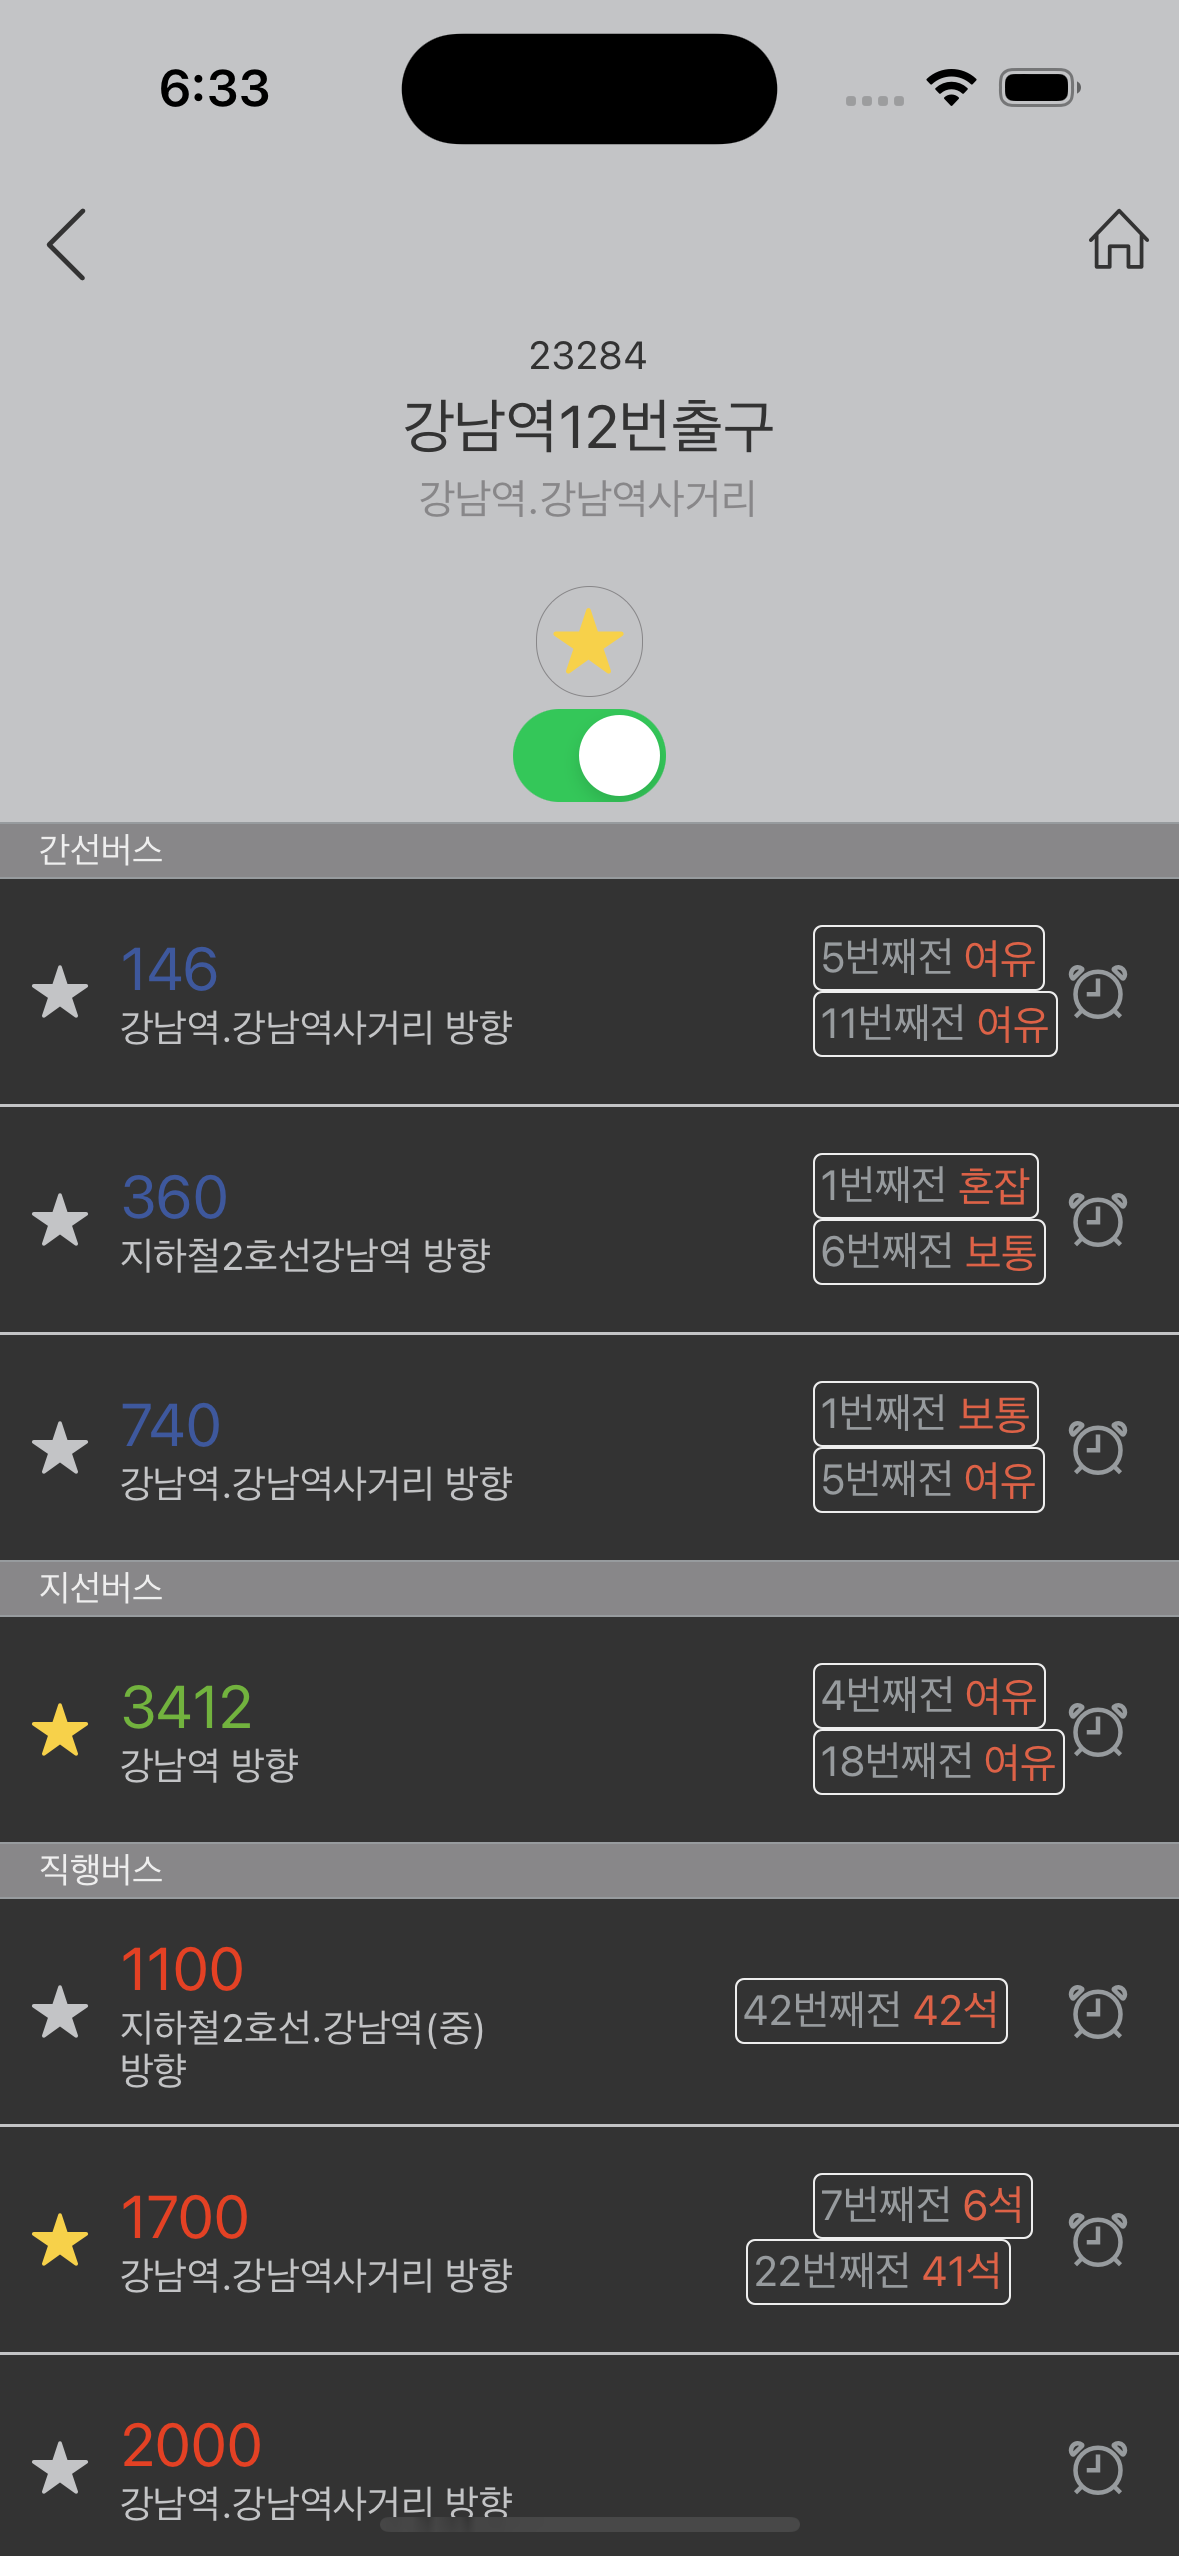 6:33
23284
강남역12번출구
강남역.강남역사거리
간선버스
146
강남역.강남역사거리 방향
5번째전 여유
11번째전 여유
360
지하철2호선강남역 방향
1번째전 혼잡
6번째전 보통
740
강남역.강남역사거리 방향
1번째전 보통
5번째전 여유
지선버스
3412
강남역 방향
4번째전 여유
18번째전 여유
직행버스
1100
지하철2호선.강남역(중)
방향
42번째전 42석
1700
강남역.강남역사거리 방향
7번째전 6석
22번째전 41석
2000
강남역.강남역사거리 방향